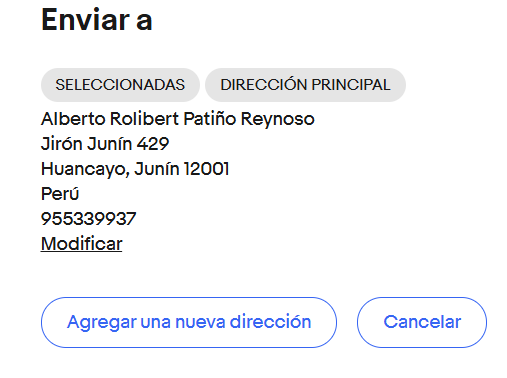 Enviar a
SELECCIONADAS DIRECCIÓN PRINCIPAL
Alberto Rolibert Patiño Reynoso
Jirón Junín 429
Huancayo, Junín 12001
Perú
955339937
Modificar
Agregar una nueva dirección Cancelar